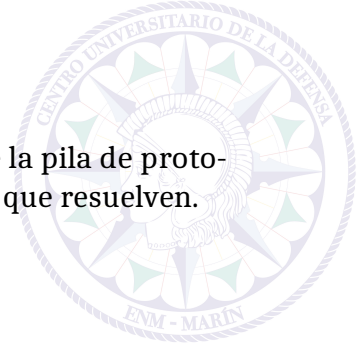 CENTRO UNIVERSITARIO DE LA DEFENSA
la pila de proto-
que resuelven.
ENM - MARÍN